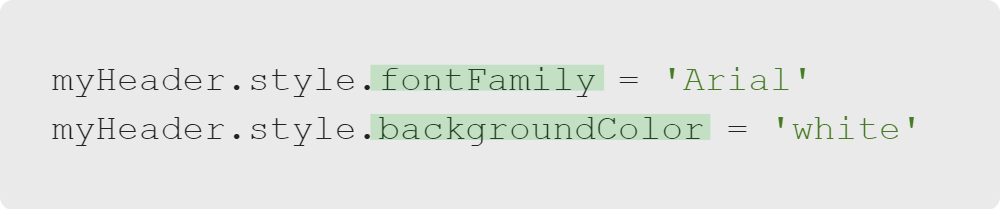 myHeader.style.fontFamily = 'Arial'
myHeader.style.backgroundColor = 'white'